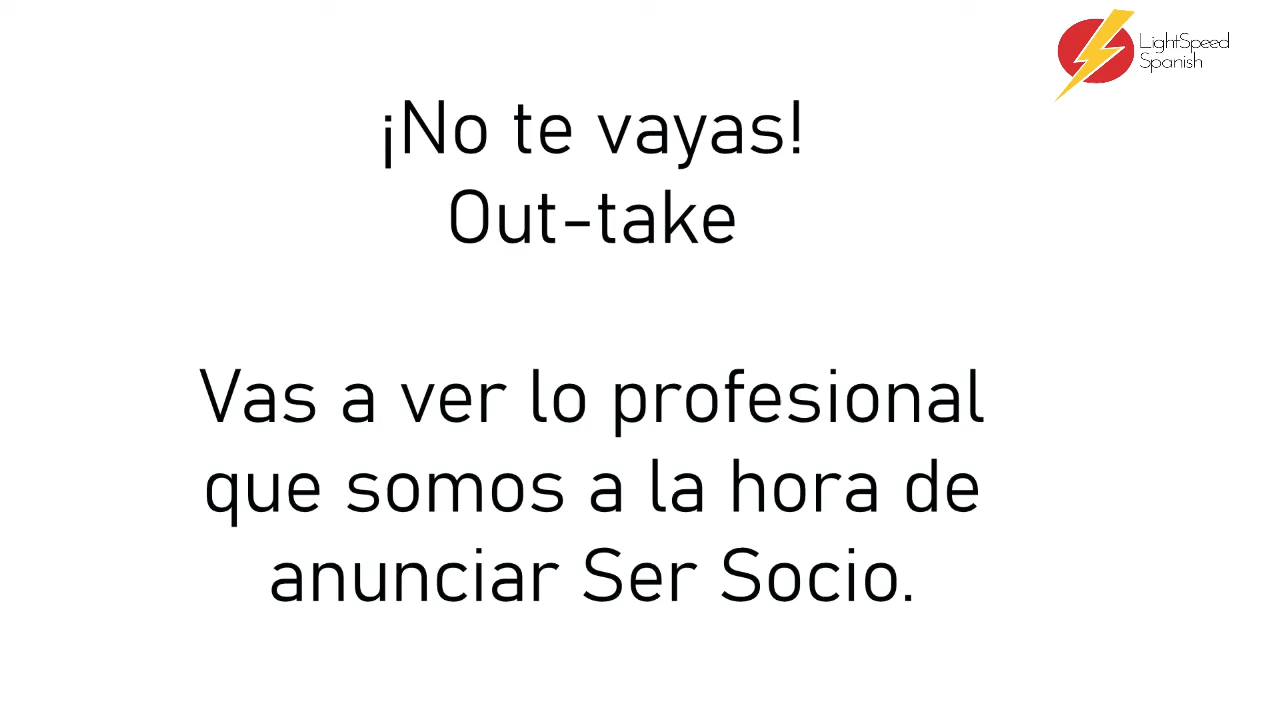 LightSpeed
Spanish
¡No te vayas!
Out-take
Vas a ver lo profesional
que somos a la hora de
anunciar Ser Socio.